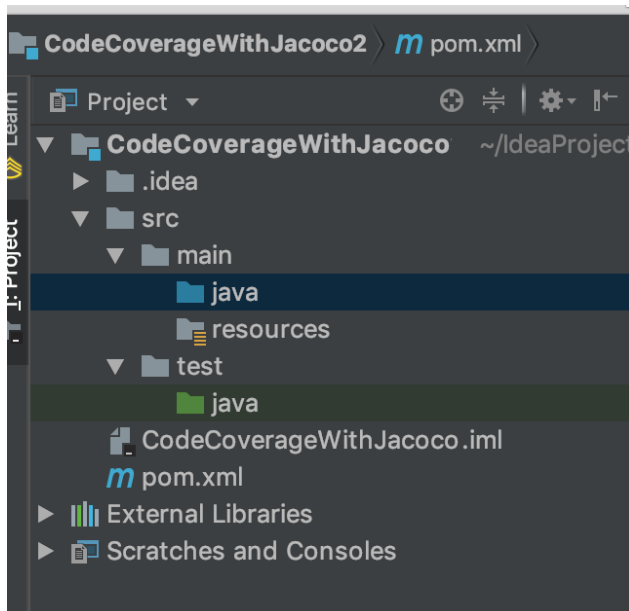 CodeCoverageWithJacoco2 m pom.xml
Project
Learn
CodeCoverageWithJacoco ~/IdeaProject
.idea
src
main
java
resources
test
java
CodeCoverageWithJacoco.iml
m pom.xml
External Libraries
Scratches and Consoles
1: Project